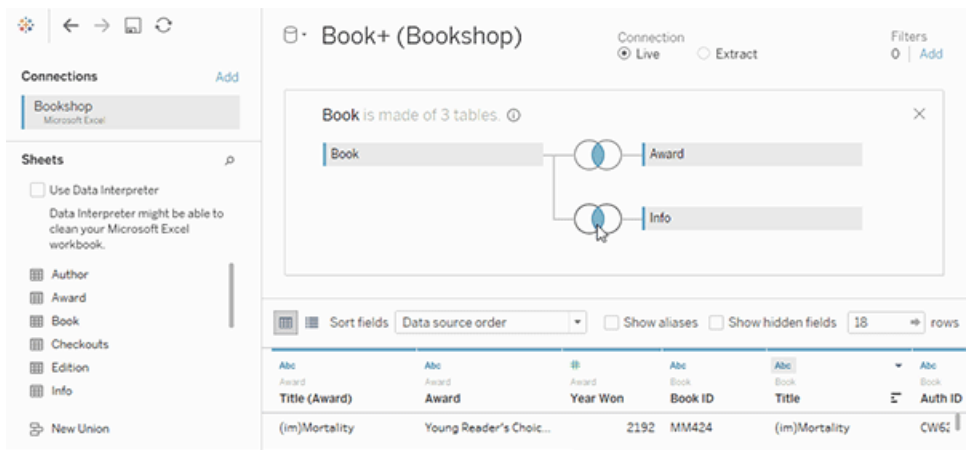 Book+ (Bookshop)
Connection
Live
Extract
Filters
0 | Add
Connections
Add
Bookshop
Microsoft Excel
Book is made of 3 tables.
Book
Award
Info
Sheets
Use Data Interpreter
Data Interpreter might be able to
clean your Microsoft Excel
workbook.
Author
Award
Book
Checkouts
Edition
Info
New Union
Sort fields
Data source order
Show aliases
Show hidden fields
18
rows
Abc Abc # Abc Abc Abc
Award Award Award Book Book Book
Title (Award) Award Year Won Book ID Title Auth ID
(im)Mortality Young Reader's Choic... 2192 MM424 (im)Mortality